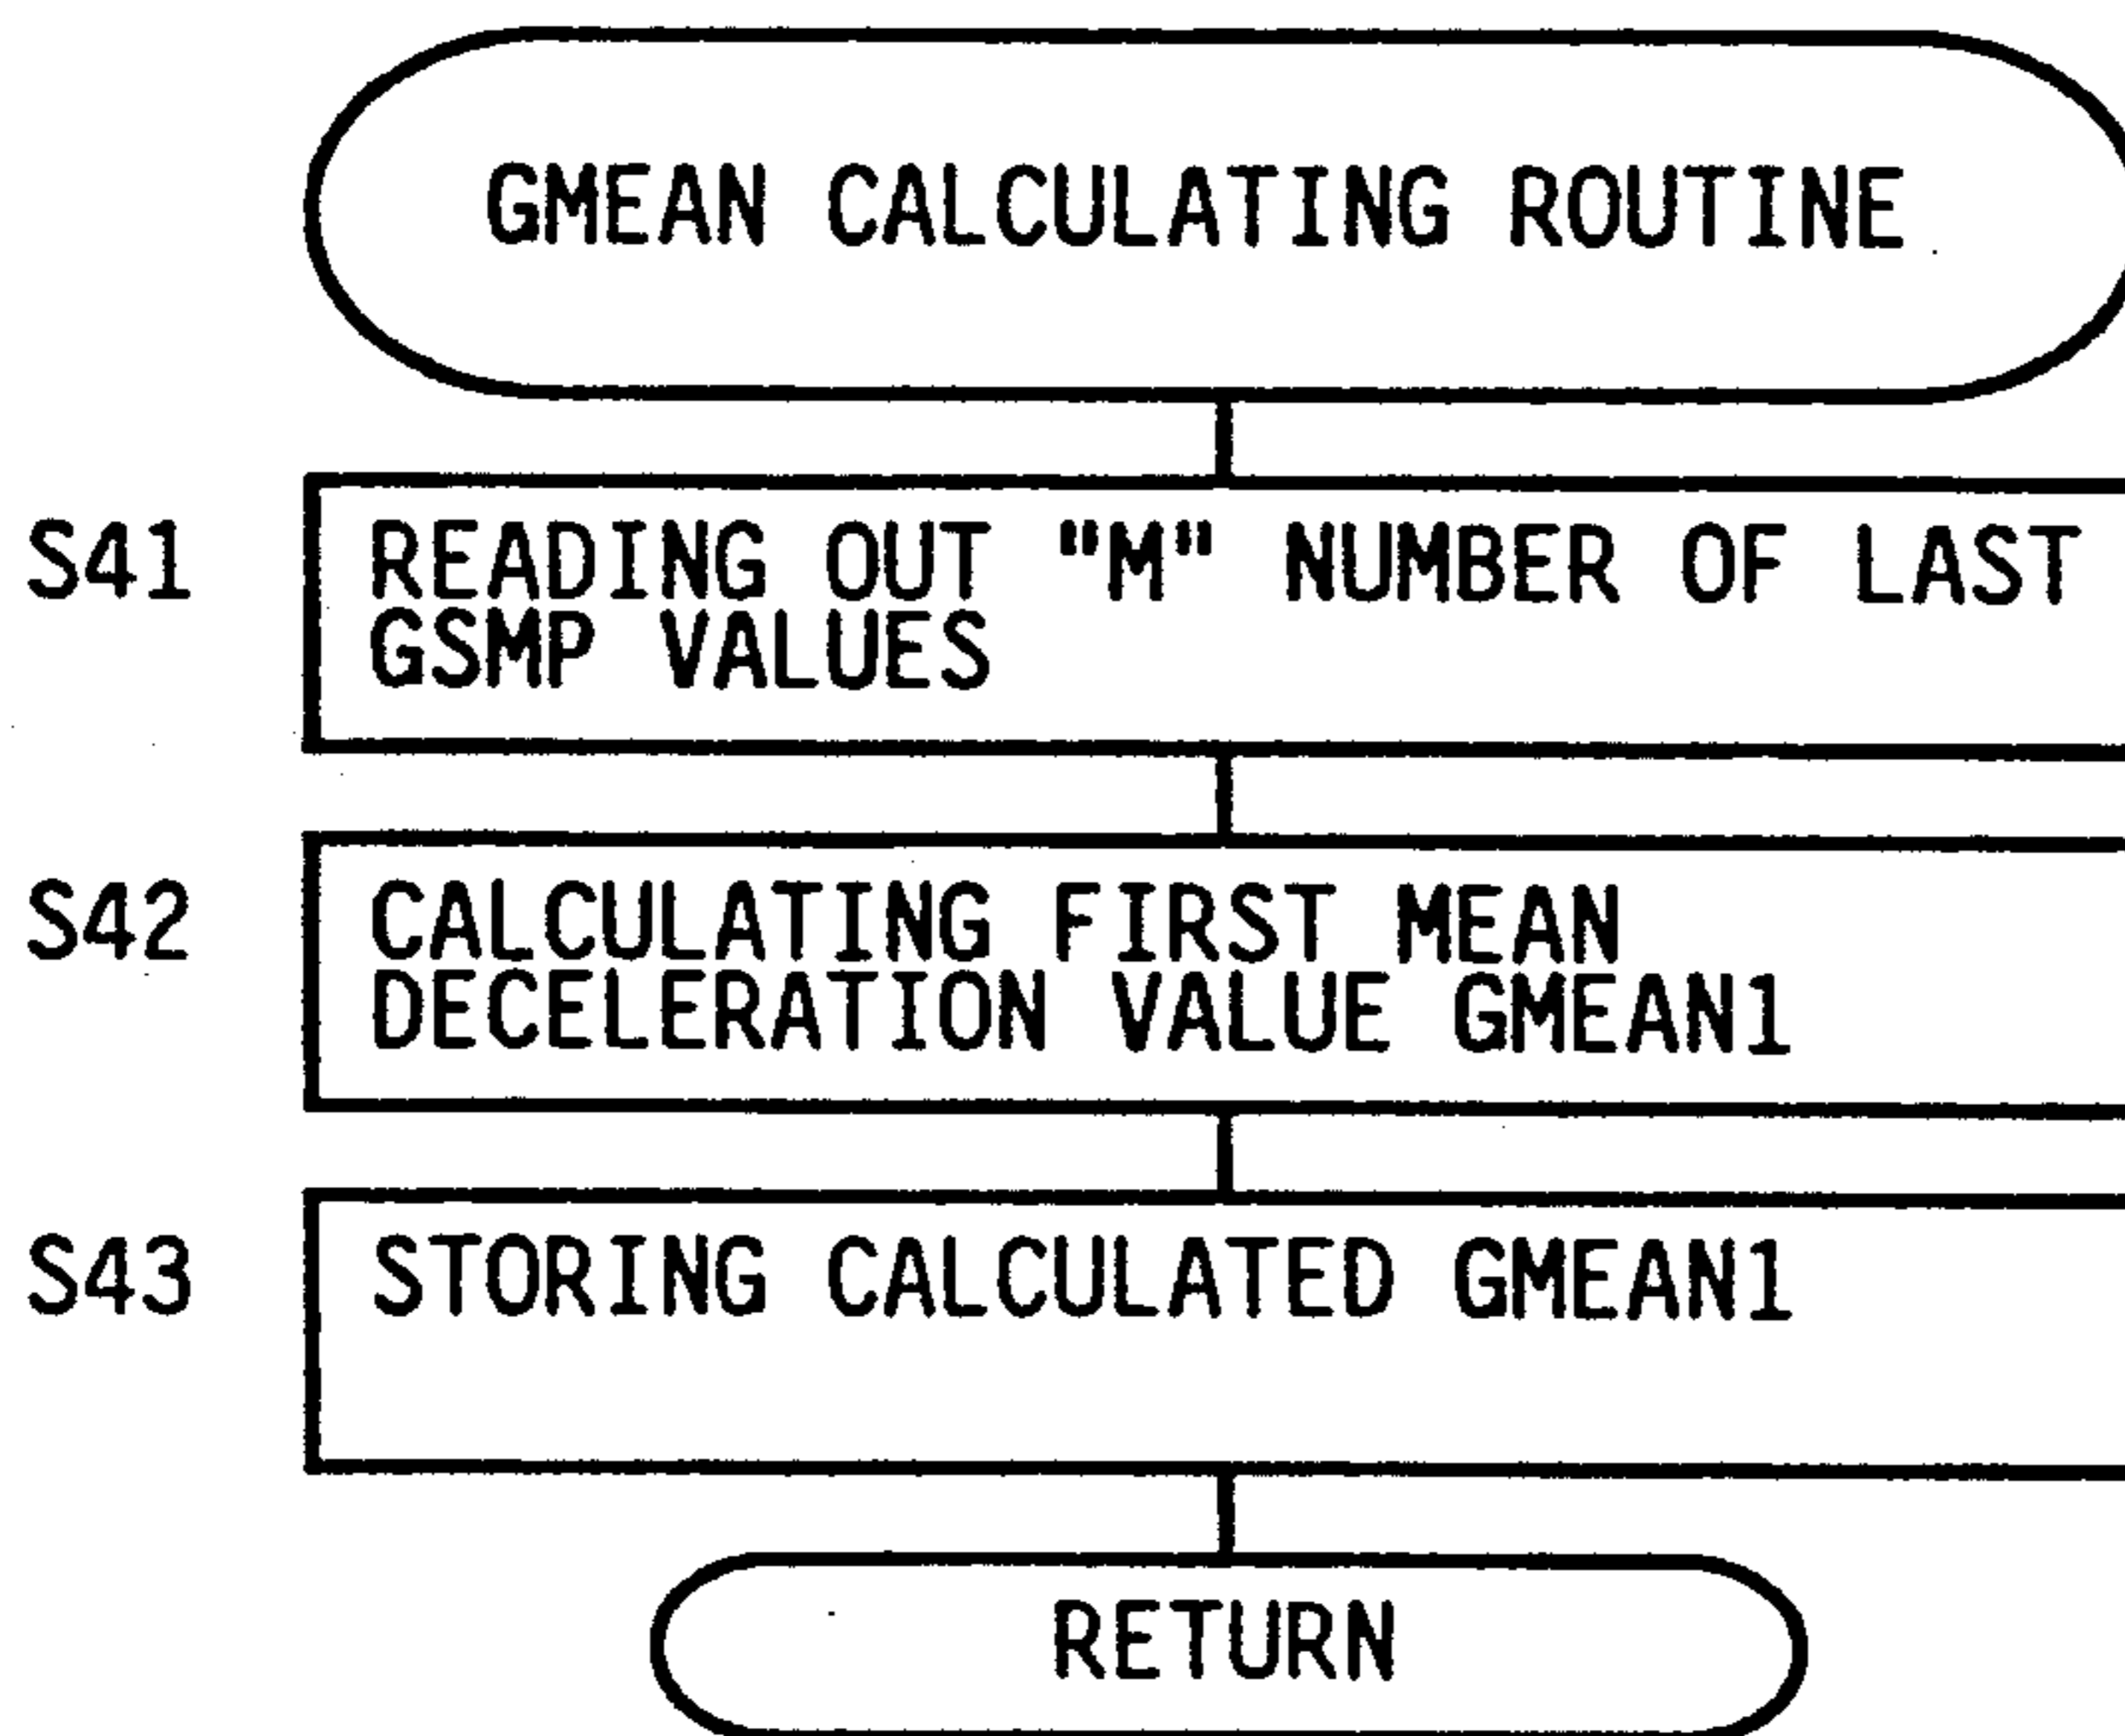 GMEAN CALCULATING ROUTINE
S41 READING OUT "M" NUMBER OF LAST
GSMP VALUES
S42 CALCULATING FIRST MEAN
DECELERATION VALUE GMEAN1
S43 STORING CALCULATED GMEAN1
RETURN